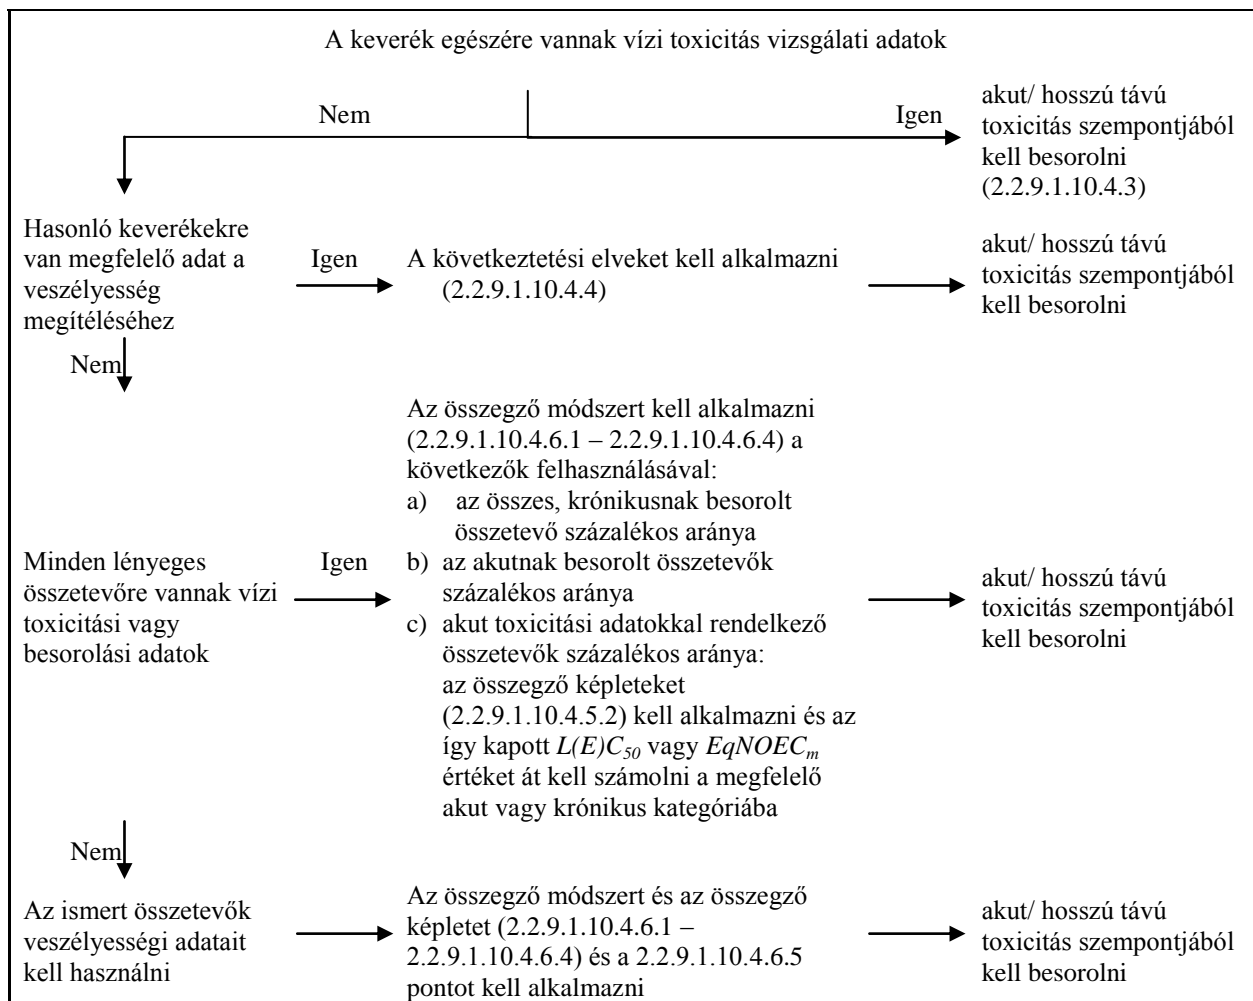 A keverék egészére vannak vízi toxicitás vizsgálati adatok
Nem
Igen
akut/ hosszú távú
toxicitás szempontjából
kell besorolni
(2.2.9.1.10.4.3)
Hasonló keverékekre
van megfelelő adat a
veszélyesség
megítéléséhez
Igen
A következtetési elveket kell alkalmazni
(2.2.9.1.10.4.4)
akut/ hosszú távú
toxicitás szempontjából
kell besorolni
Nem
Minden lényeges
összetevőre vannak vízi
toxicitási vagy
besorolási adatok
Igen
Az összegző módszert kell alkalmazni
(2.2.9.1.10.4.6.1 – 2.2.9.1.10.4.6.4) a
következők felhasználásával:
a) az összes, krónikusnak besorolt
összetevő százalékos aránya
b) az akutnak besorolt összetevők
százalékos aránya
c) akut toxicitási adatokkal rendelkező
összetevők százalékos aránya:
az összegző képleteket
(2.2.9.1.10.4.5.2) kell alkalmazni és az
így kapott L(E)C50 vagy EqNOECm
értéket át kell számolni a megfelelő
akut vagy krónikus kategóriába
akut/ hosszú távú
toxicitás szempontjából
kell besorolni
Nem
Az ismert összetevők
veszélyességi adatait
kell használni
Az összegző módszert és az összegző
képletet (2.2.9.1.10.4.6.1 –
2.2.9.1.10.4.6.4) és a 2.2.9.1.10.4.6.5
pontot kell alkalmazni
akut/ hosszú távú
toxicitás szempontjából
kell besorolni